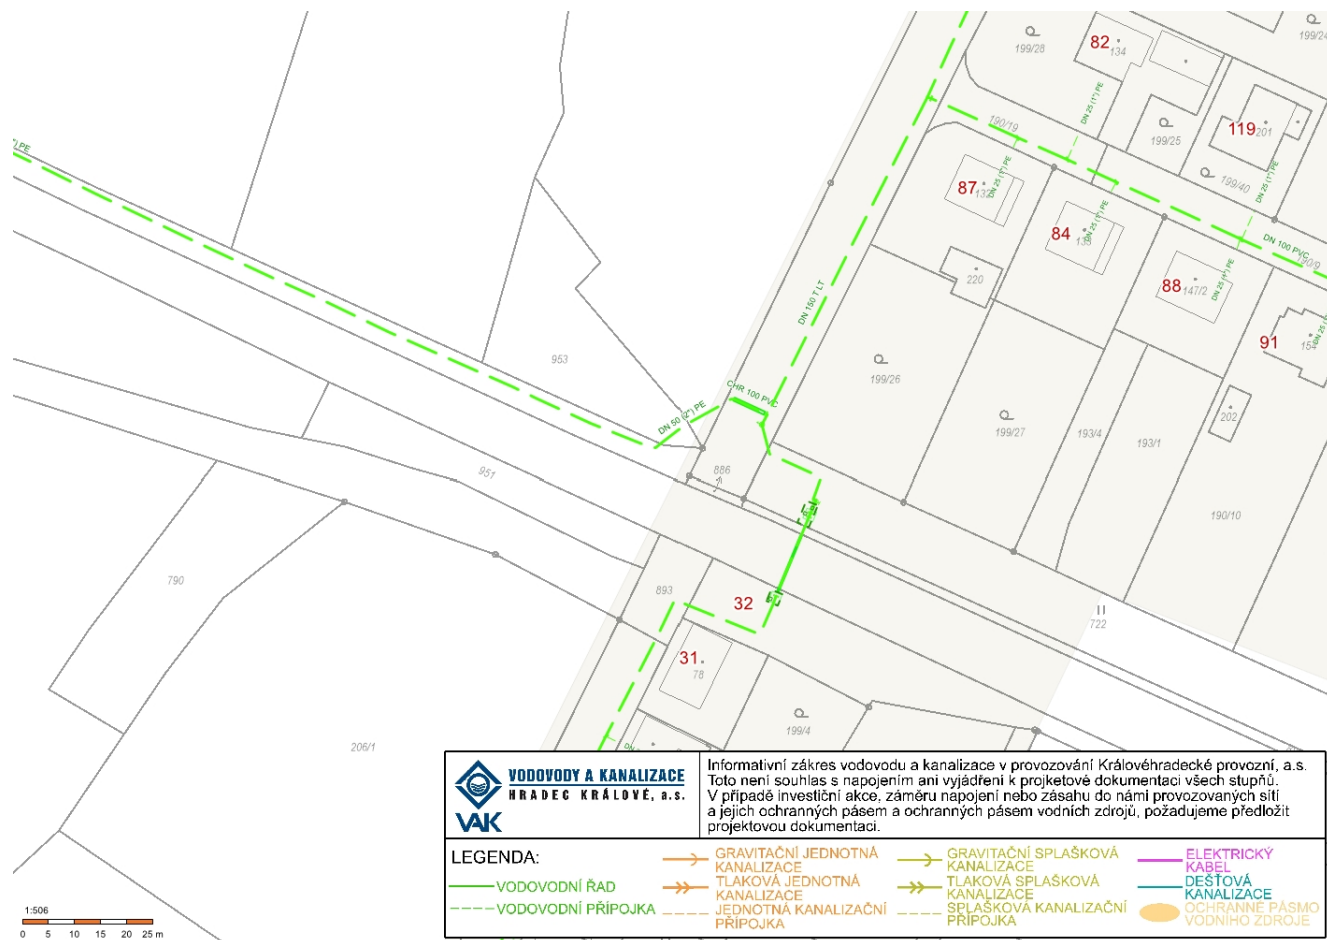 82
134
199/28
199/24
DN 25 (1") PE
190/19
199/25
119
201
199/40
DN 25 (1") PE
PE
87
DN 25 (1") PE
84
DN 25 (1") PE
DN 100 PVC
190/9
88
147/2
DN 25 (1") PE
220
DN 150 T LT
91
953
199/26
CHR 100 PVC
DN 50 (2") PE
202
199/27
193/4
193/1
951
886
190/10
790
893
32
722
31
78
199/4
206/1
VODOVODY A KANALIZACE
HRADEC KRÁLOVÉ, a.s.
VAK
Informativní zákres vodovodu a kanalizace v provozování Královéhradecké provozní, a.s.
Toto není souhlas s napojením ani vyjádření k projketové dokumentaci všech stupňů.
V případě investiční akce, záměru napojení nebo zásahu do námi provozovaných sítí
a jejich ochranných pásem a ochranných pásem vodních zdrojů, požadujeme předložit
projektovou dokumentaci.
LEGENDA:
VODOVODNÍ ŘAD
VODOVODNÍ PŘÍPOJKA
GRAVITAČNÍ JEDNOTNÁ
KANALIZACE
TLAKOVÁ JEDNOTNÁ
KANALIZACE
JEDNOTNÁ KANALIZAČNÍ
PŘÍPOJKA
GRAVITAČNÍ SPLAŠKOVÁ
KANALIZACE
TLAKOVÁ SPLAŠKOVÁ
KANALIZACE
SPLAŠKOVÁ KANALIZAČNÍ
PŘÍPOJKA
ELEKTRICKÝ
KABEL
DEŠŤOVÁ
KANALIZACE
OCHRANNÉ PÁSMO
VODNÍHO ZDROJE
1:506
0 5 10 15 20 25 m